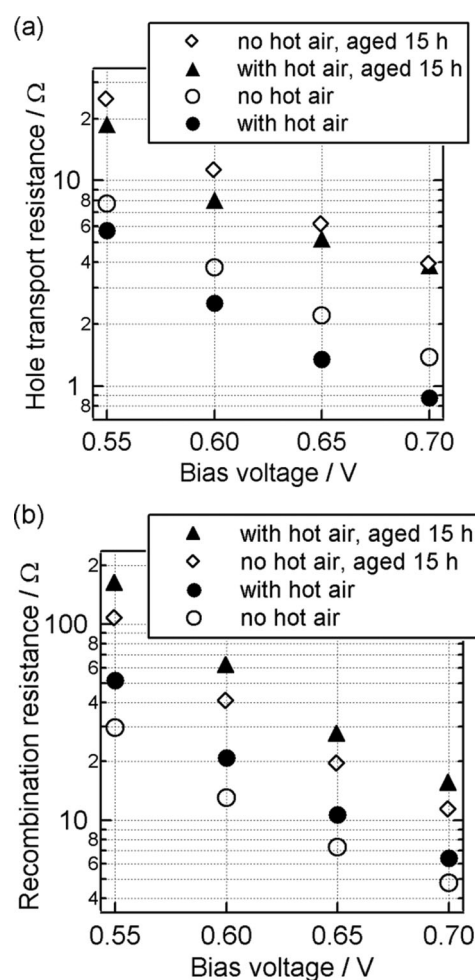 (a)
no hot air, aged 15 h
with hot air, aged 15 h
no hot air
with hot air
Hole transport resistance / Ω
2
10
8
6
4
2
1
8
0.55 0.60 0.65 0.70
Bias voltage / V
(b)
with hot air, aged 15 h
no hot air, aged 15 h
with hot air
no hot air
Recombination resistance / Ω
2
100
8
6
4
2
10
8
6
4
0.55 0.60 0.65 0.70
Bias voltage / V